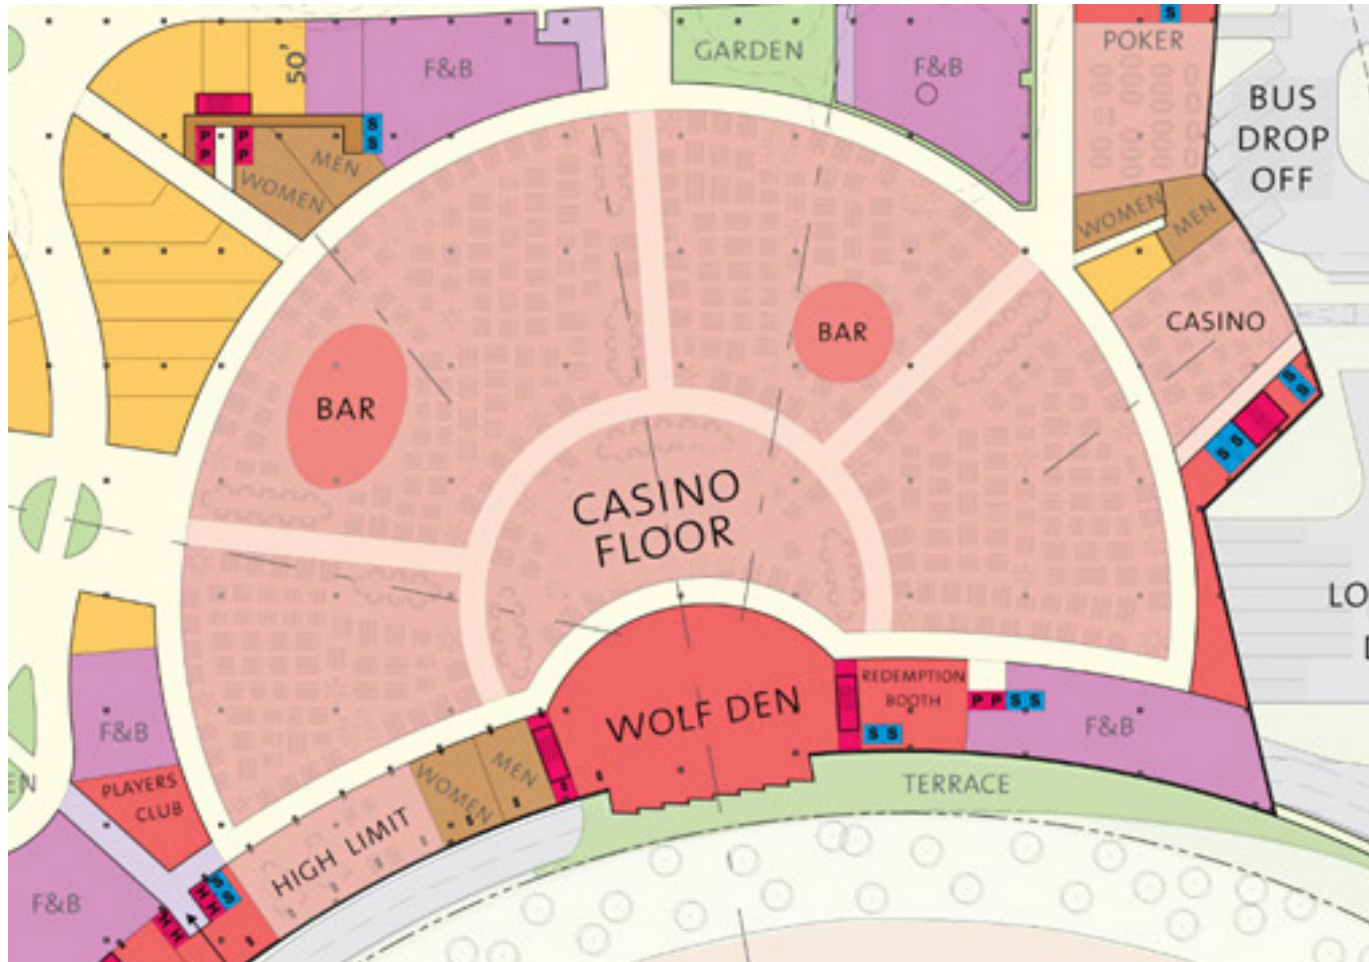 GARDEN
POKER
50'
F&B
F&B
BUS
DROP
OFF
S
S
S
P P
P P
MEN
WOMEN
WOMEN
MEN
CASINO
BAR
BAR
S S
S S
CASINO
FLOOR
LO
WOLF DEN
REDEMPTION
BOOTH
P P S S
S S
F&B
F&B
MEN
WOMEN
EN
PLAYERS
CLUB
TERRACE
HIGH LIMIT
F&B
S S
H H
H H